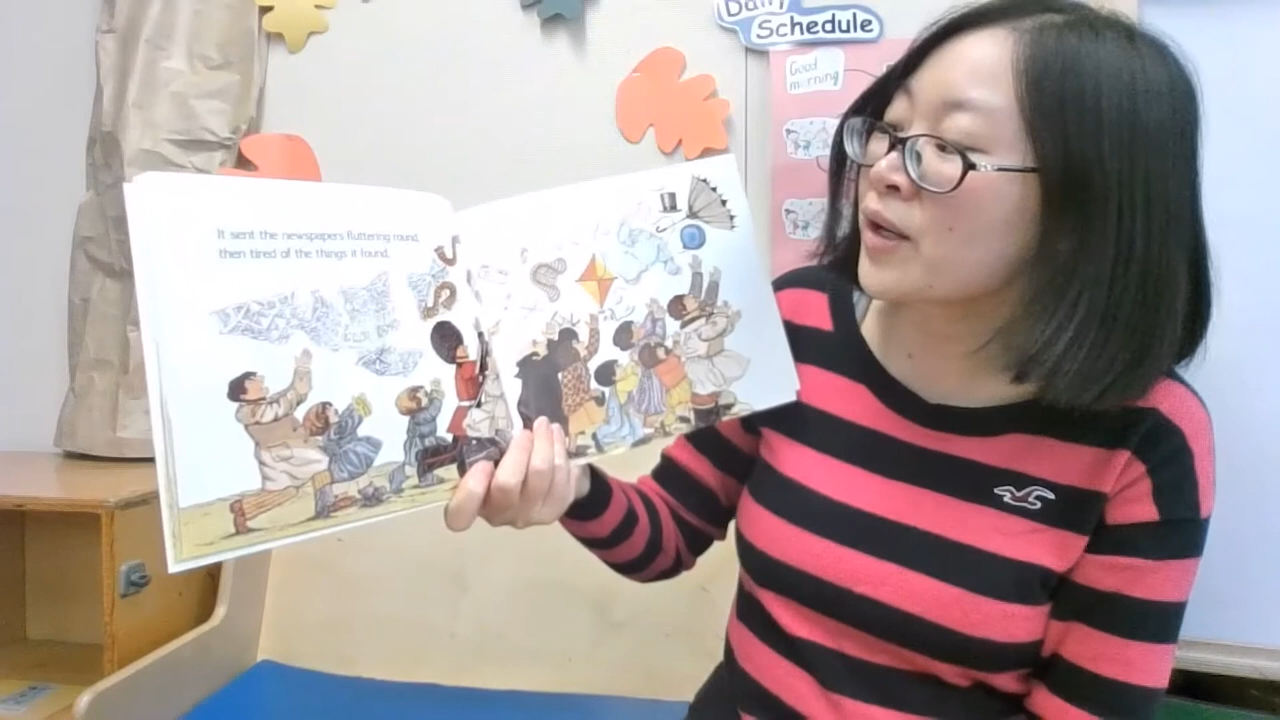 Daily
Schedule
Good
morning
It sent the newspapers fluttering round,
then tired of the things it found,